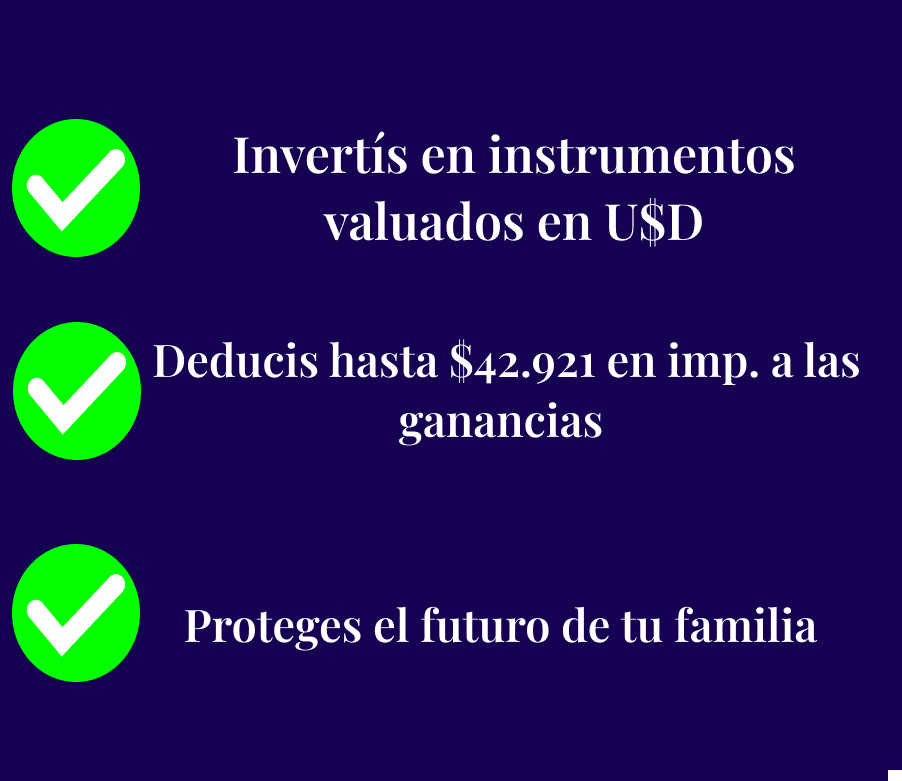 Invertís en instrumentos
valuados en U$D
Deducis hasta $42.921 en imp. a las
ganancias
Proteges el futuro de tu familia